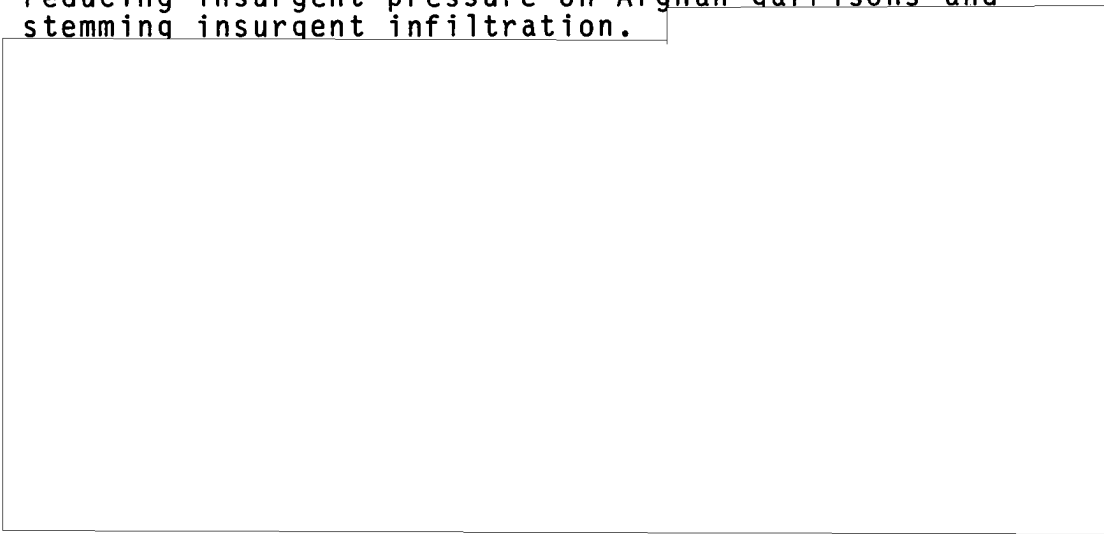 reducing insurgent pressure on Afghan garrisons and
stemming insurgent infiltration.